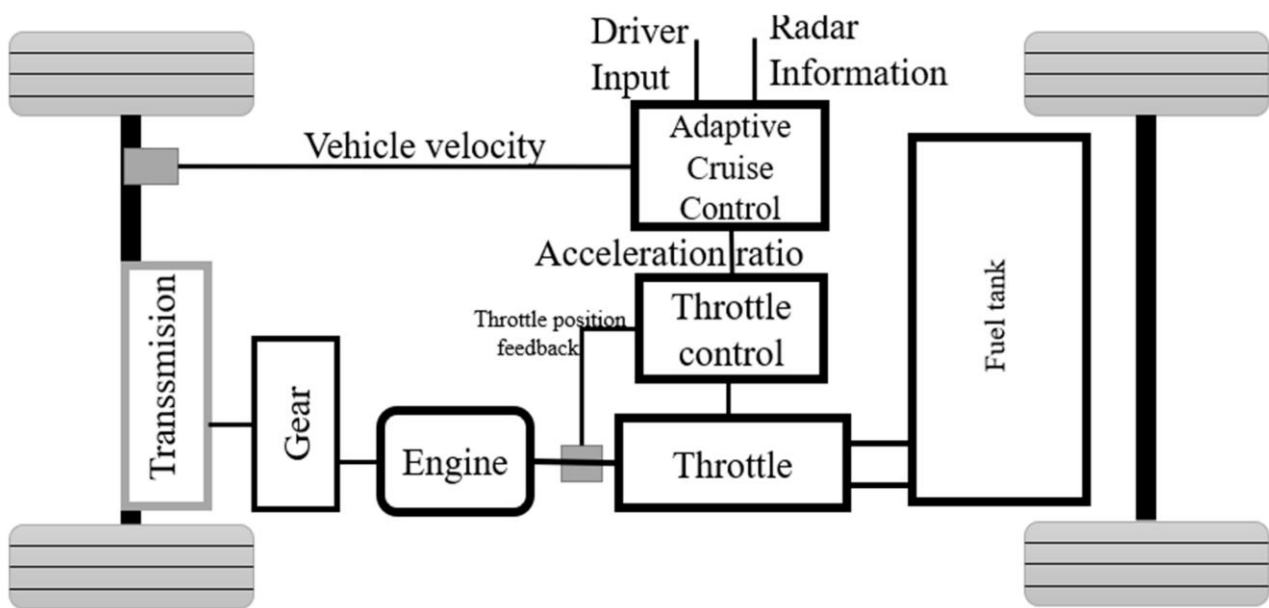 Driver
Input
Radar
Information
Adaptive
Cruise
Control
Vehicle velocity
Acceleration ratio
Throttle position
feedback
Throttle
control
Fuel tank
Transsmision
Gear
Engine
Throttle